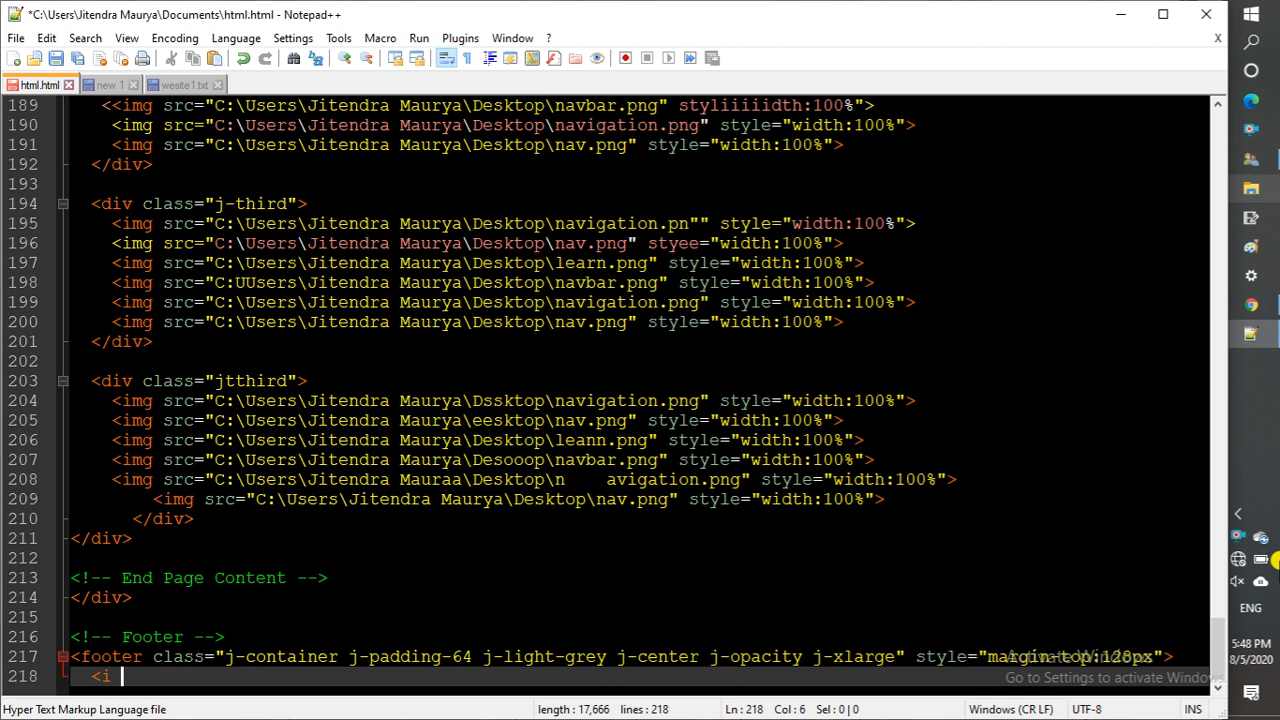 *C:\Users\Jitendra Maurya\Documents\html.html - Notepad++
File Edit Search View Encoding Language Settings Tools Macro Run Plugins Window ? X
html.html new 1 wesite1.txt
189 <<img src="C:\Users\Jitendra Maurya\Desktop\navbar.png" styliiiiidth:100%">
190 <img src="C:\Users\Jitendra Maurya\Desktop\navigation.png" style="width:100%">
191 <img src="C:\Users\Jitendra Maurya\Desktop\nav.png" style="width:100%">
192 </div>
193
194 <div class="j-third">
195 <img src="C:\Users\Jitendra Maurya\Desktop\navigation.pn"" style="width:100%">
196 <img src="C:\Users\Jitendra Maurya\Desktop\nav.png" styee="width:100%">
197 <img src="C:\Users\Jitendra Maurya\Desktop\learn.png" style="width:100%">
198 <img src="C:UUsers\Jitendra Maurya\Desktop\navbar.png" style="width:100%">
199 <img src="C:\Users\Jitendra Maurya\Desktop\navigation.png" style="width:100%">
200 <img src="C:\Users\Jitendra Maurya\Desktop\nav.png" style="width:100%">
201 </div>
202
203 <div class="jtthird">
204 <img src="C:\Users\Jitendra Maurya\Dssktop\navigation.png" style="width:100%">
205 <img src="C:\Users\Jitendra Maurya\eesktop\nav.png" style="width:100%">
206 <img src="C:\Users\Jitendra Maurya\Desktop\leann.png" style="width:100%">
207 <img src="C:\Users\Jitendra Maurya\Desooop\navbar.png" style="width:100%">
208 <img src="C:\Users\Jitendra Mauraa\Desktop\n    avigation.png" style="width:100%">
209 <img src="C:\Users\Jitendra Maurya\Desktop\nav.png" style="width:100%">
210 </div>
211 </div>
212
213 <!-- End Page Content -->
214 </div>
215
216 <!-- Footer -->
217 <footer class="j-container j-padding-64 j-light-grey j-center j-opacity j-xlarge" style="margin-top:128px">
218 <i
Activate Windows
Go to Settings to activate Windows
Hyper Text Markup Language file length : 17,666 lines : 218 Ln : 218 Col : 6 Sel : 0 | 0 Windows (CR LF) UTF-8 INS
ENG
5:48 PM
8/5/2020